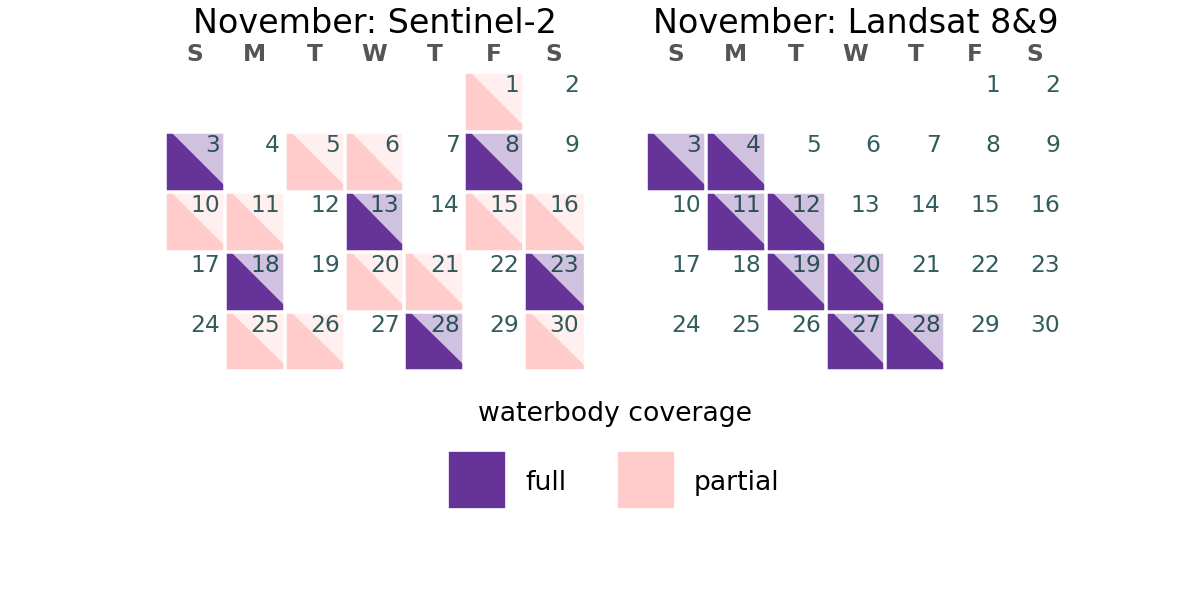 November: Sentinel-2
S M T W T F S
1 2
3 4 5 6 7 8 9
10 11 12 13 14 15 16
17 18 19 20 21 22 23
24 25 26 27 28 29 30
November: Landsat 8&9
S M T W T F S
1 2
3 4 5 6 7 8 9
10 11 12 13 14 15 16
17 18 19 20 21 22 23
24 25 26 27 28 29 30
waterbody coverage
full
partial